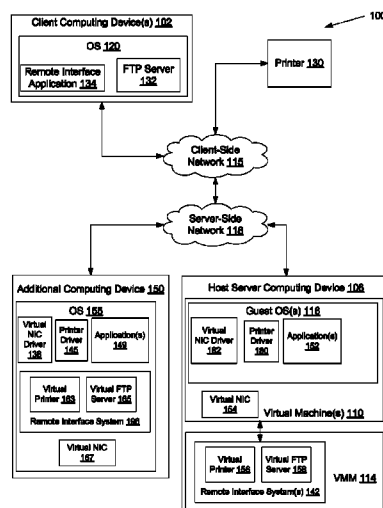 100
Client Computing Device(s) 102
OS 120
Remote Interface
Application 134
FTP Server
132
Printer 130
Client-Side
Network 115
Server-Side
Network 116
Additional Computing Device 150
OS 155
Virtual
NIC
Driver
138
Printer
Driver
145
Application(s)
149
Virtual
Printer 163
Virtual FTP
Server 165
Remote Interface System 196
Virtual NIC
167
Host Server Computing Device 106
Guest OS(s) 118
Virtual NIC
Driver
182
Printer
Driver
180
Application(s)
152
Virtual NIC
154
Virtual Machine(s) 110
Virtual
Printer 156
Virtual FTP
Server 158
Remote Interface System(s) 142
VMM 114